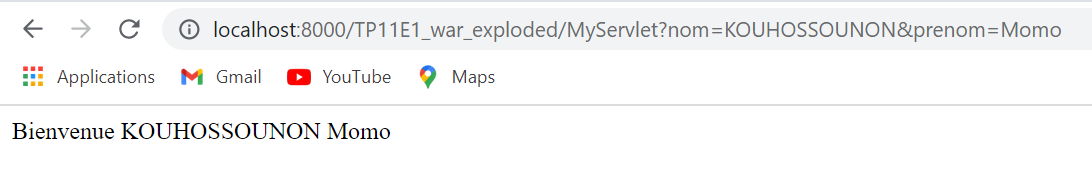 localhost:8000/TP11E1_war_exploded/MyServlet?nom=KOUHOSSOUNON&prenom=Momo
Applications Gmail YouTube Maps
Bienvenue KOUHOSSOUNON Momo